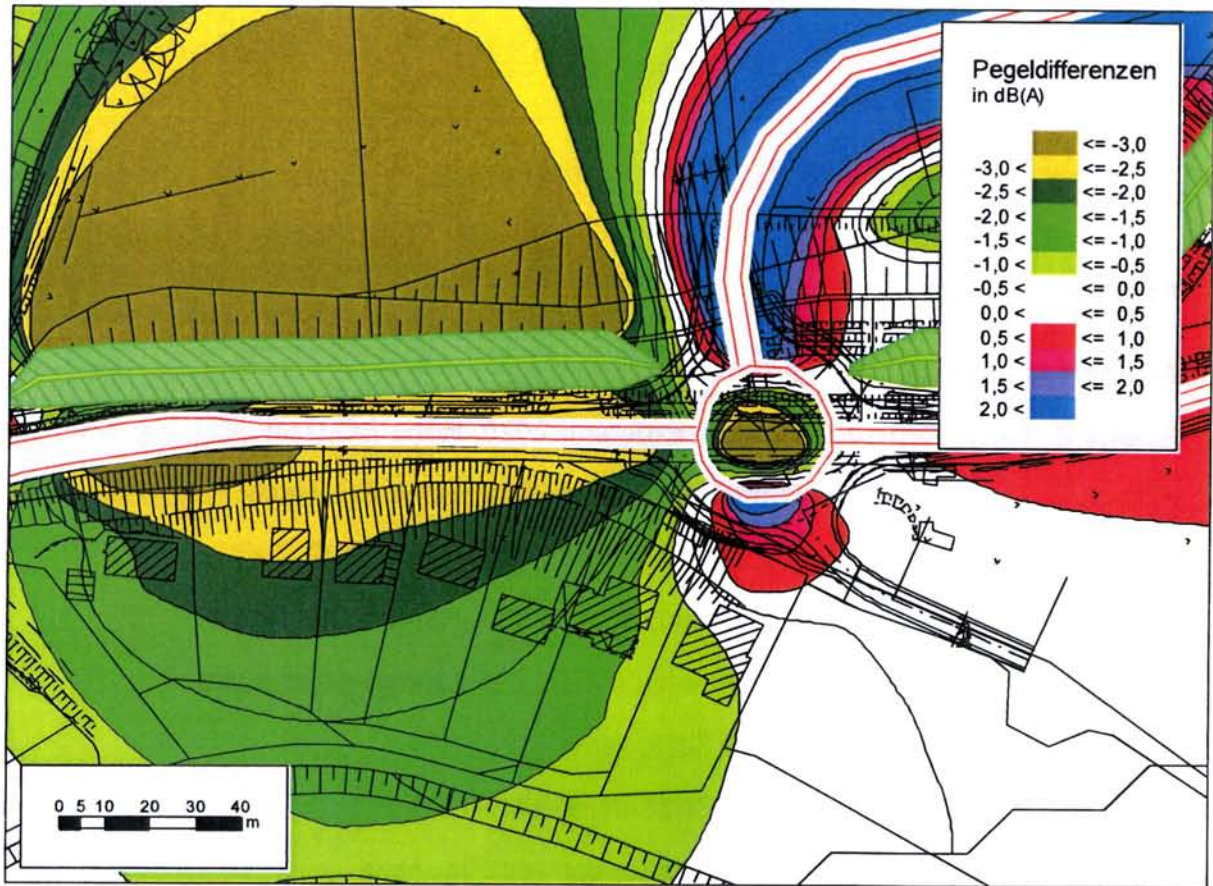 Pegeldifferenzen
in dB(A)
<= -3,0
-3,0 < <= -2,5
-2,5 < <= -2,0
-2,0 < <= -1,5
-1,5 < <= -1,0
-1,0 < <= -0,5
-0,5 < <= 0,0
0,0 < <= 0,5
0,5 < <= 1,0
1,0 < <= 1,5
1,5 < <= 2,0
2,0 <
0 5 10 20 30 40
m